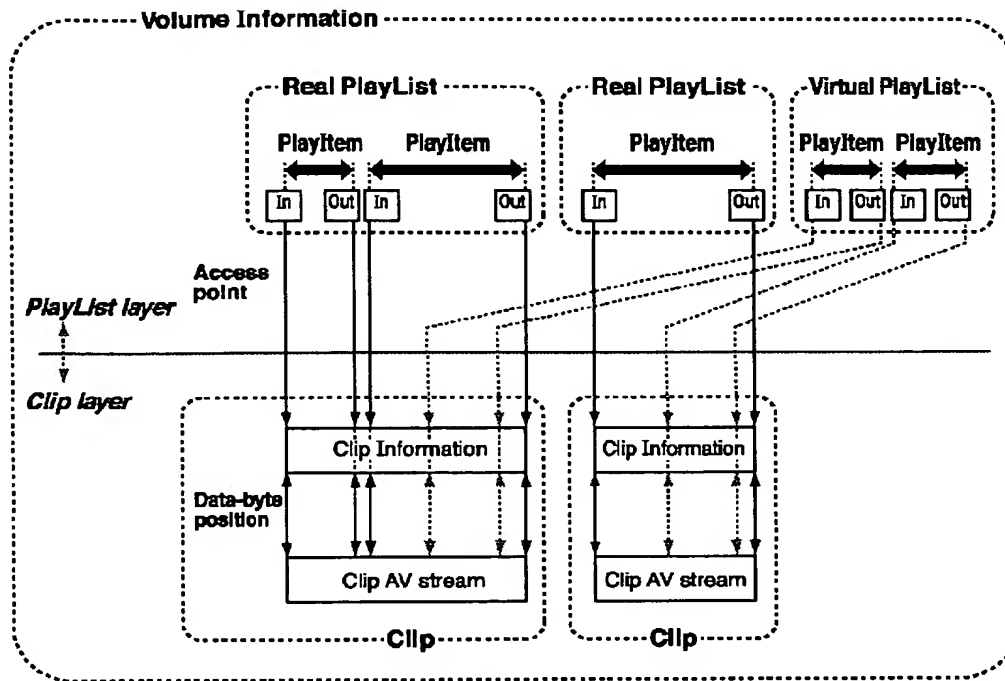 Volume Information
Real PlayList
Real PlayList
Virtual PlayList
PlayItem
PlayItem
PlayItem
PlayItem
PlayItem
In
Out
In
Out
In
Out
In
Out
In
Out
Access
point
PlayList layer
Clip layer
Clip Information
Clip Information
Data-byte
position
Clip AV stream
Clip AV stream
Clip
Clip